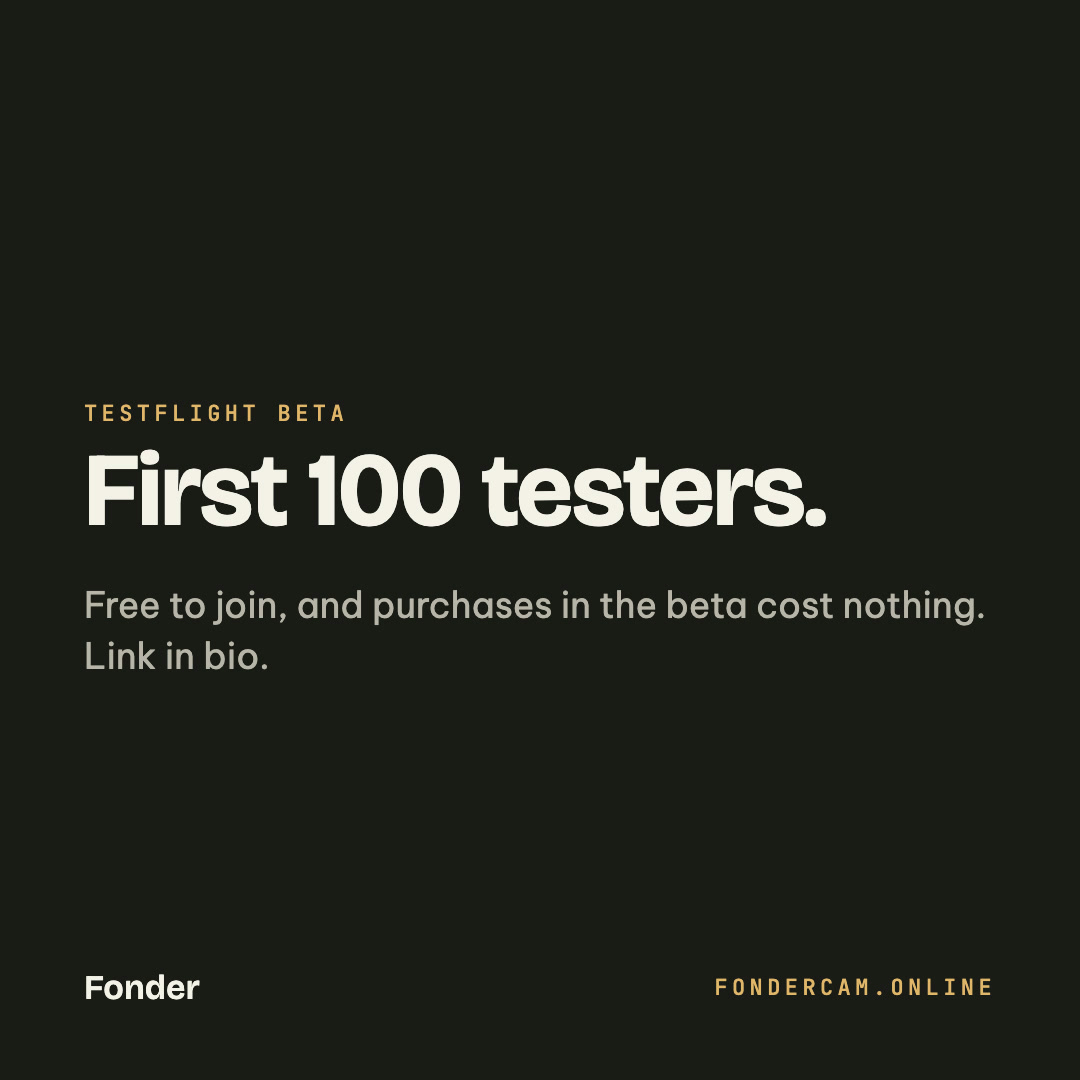 TESTFLIGHT BETA
First 100 testers.
Free to join, and purchases in the beta cost nothing.
Link in bio.
Fonder
FONDERCAM.ONLINE